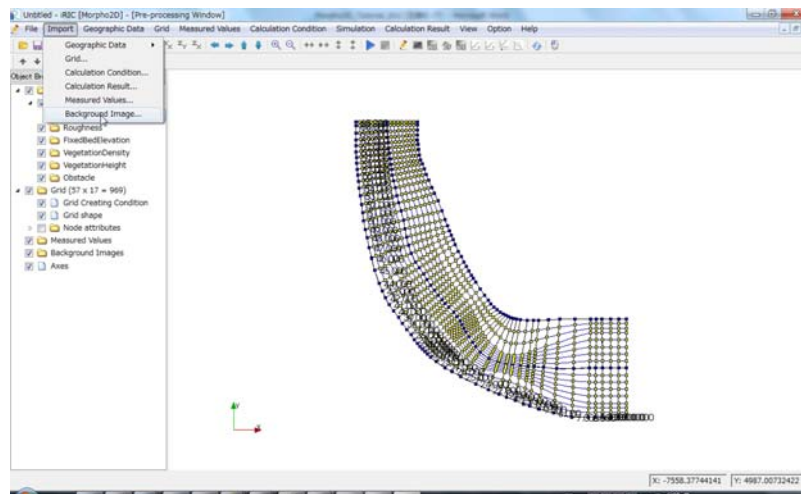 Untitled - iRIC [Morpho2D] - [Pre-processing Window]
File Import Geographic Data Grid Measured Values Calculation Condition Simulation Calculation Result View Option Help
Geographic Data
Grid...
Calculation Condition...
Calculation Result...
Measured Values...
Background Image...
Object
Roughness
FixedBedElevation
VegetationDensity
VegetationHeight
Obstacle
Grid (57 x 17 = 969)
Grid Creating Condition
Grid shape
Node attributes
Measured Values
Background Images
Axes
Y
X
X: -7558.37744141 Y: 4987.00732422